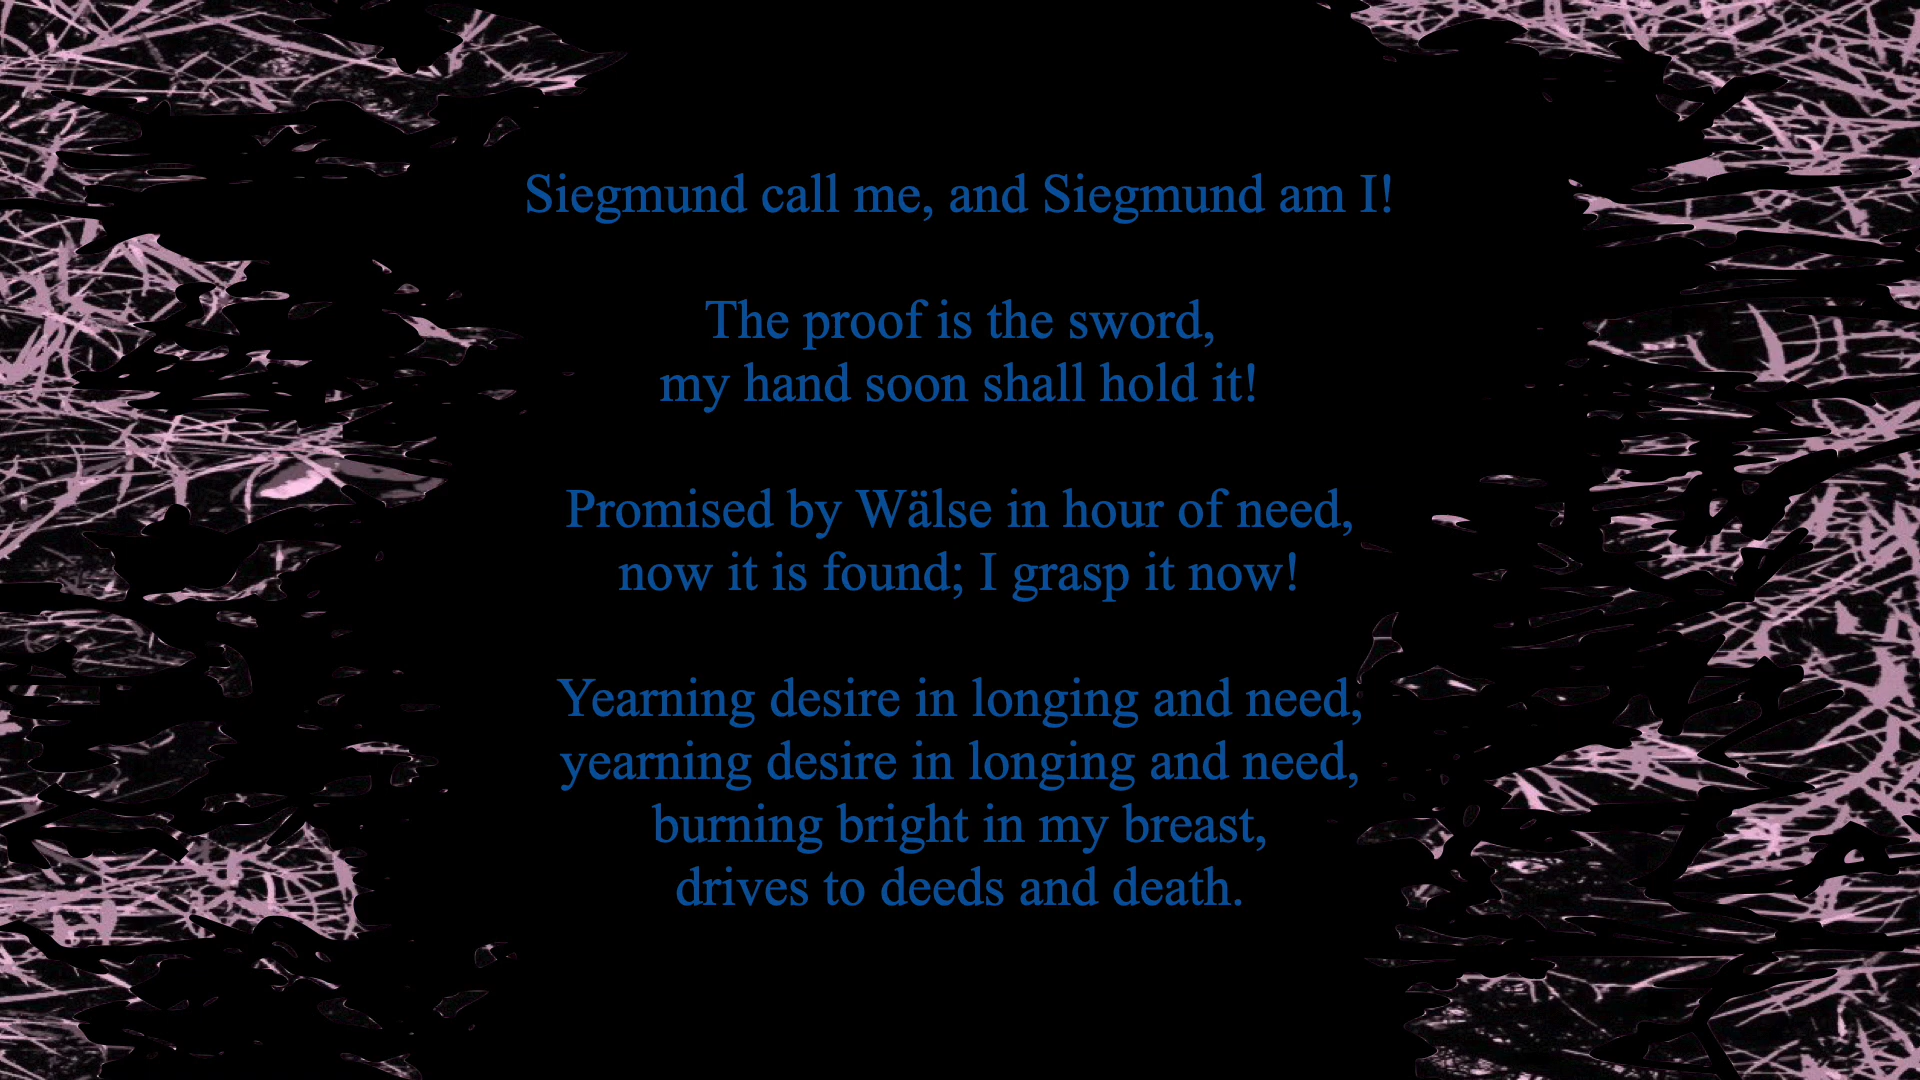 Siegmund call me, and Siegmund am I!
The proof is the sword,
my hand soon shall hold it!
Promised by Wälse in hour of need,
now it is found; I grasp it now!
Yearning desire in longing and need,
yearning desire in longing and need,
burning bright in my breast,
drives to deeds and death.